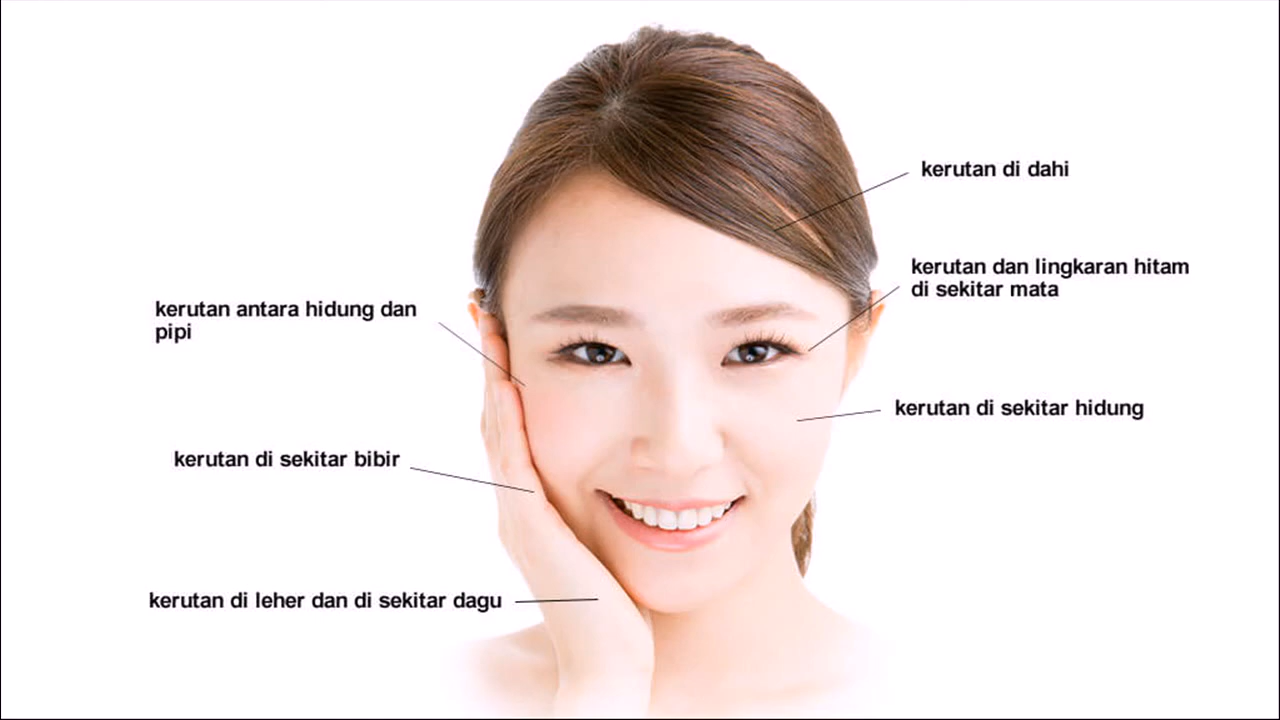 kerutan di dahi
kerutan dan lingkaran hitam
di sekitar mata
kerutan antara hidung dan
pipi
kerutan di sekitar hidung
kerutan di sekitar bibir
kerutan di leher dan di sekitar dagu